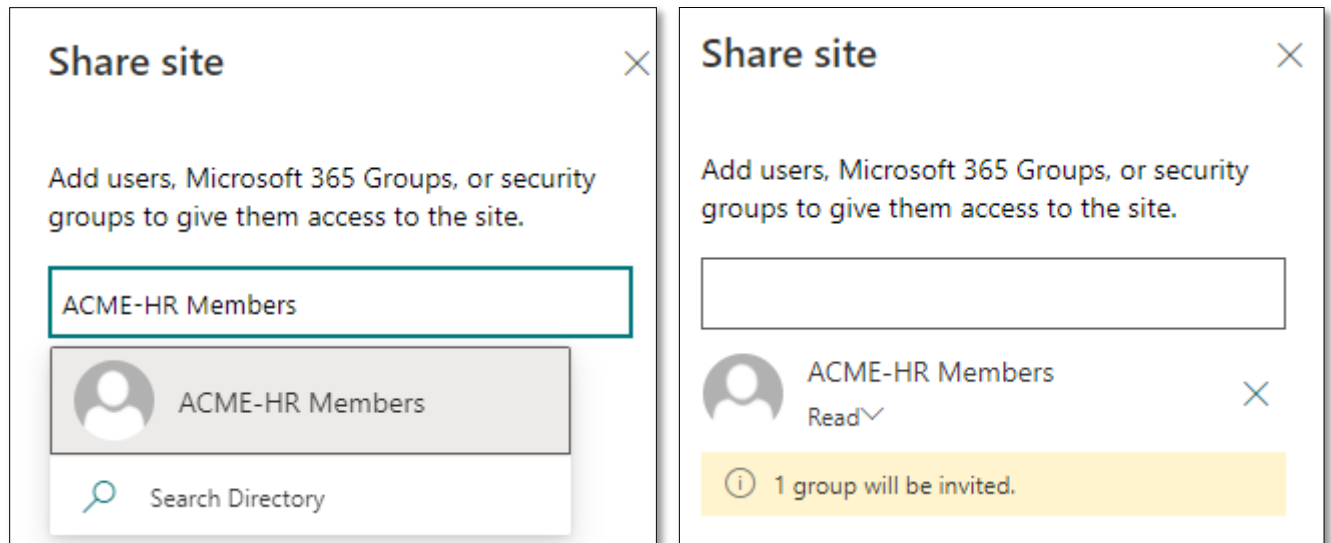 Share site
Add users, Microsoft 365 Groups, or security
groups to give them access to the site.
ACME-HR Members
ACME-HR Members
Search Directory
Share site
Add users, Microsoft 365 Groups, or security
groups to give them access to the site.
ACME-HR Members
Read
1 group will be invited.